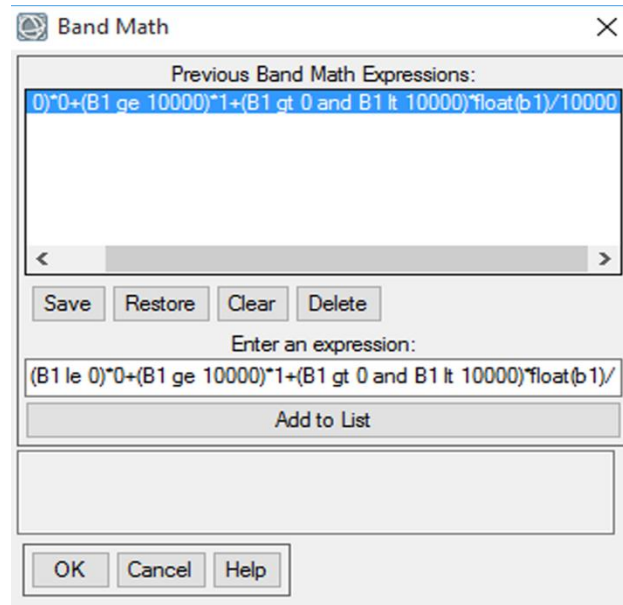 Band Math
Previous Band Math Expressions:
0)*0+(B1 ge 10000)*1+(B1 gt 0 and B1 lt 10000)*float(b1)/10000
Save Restore Clear Delete
Enter an expression:
(B1 le 0)*0+(B1 ge 10000)*1+(B1 gt 0 and B1 lt 10000)*float(b1)/
Add to List
OK Cancel Help